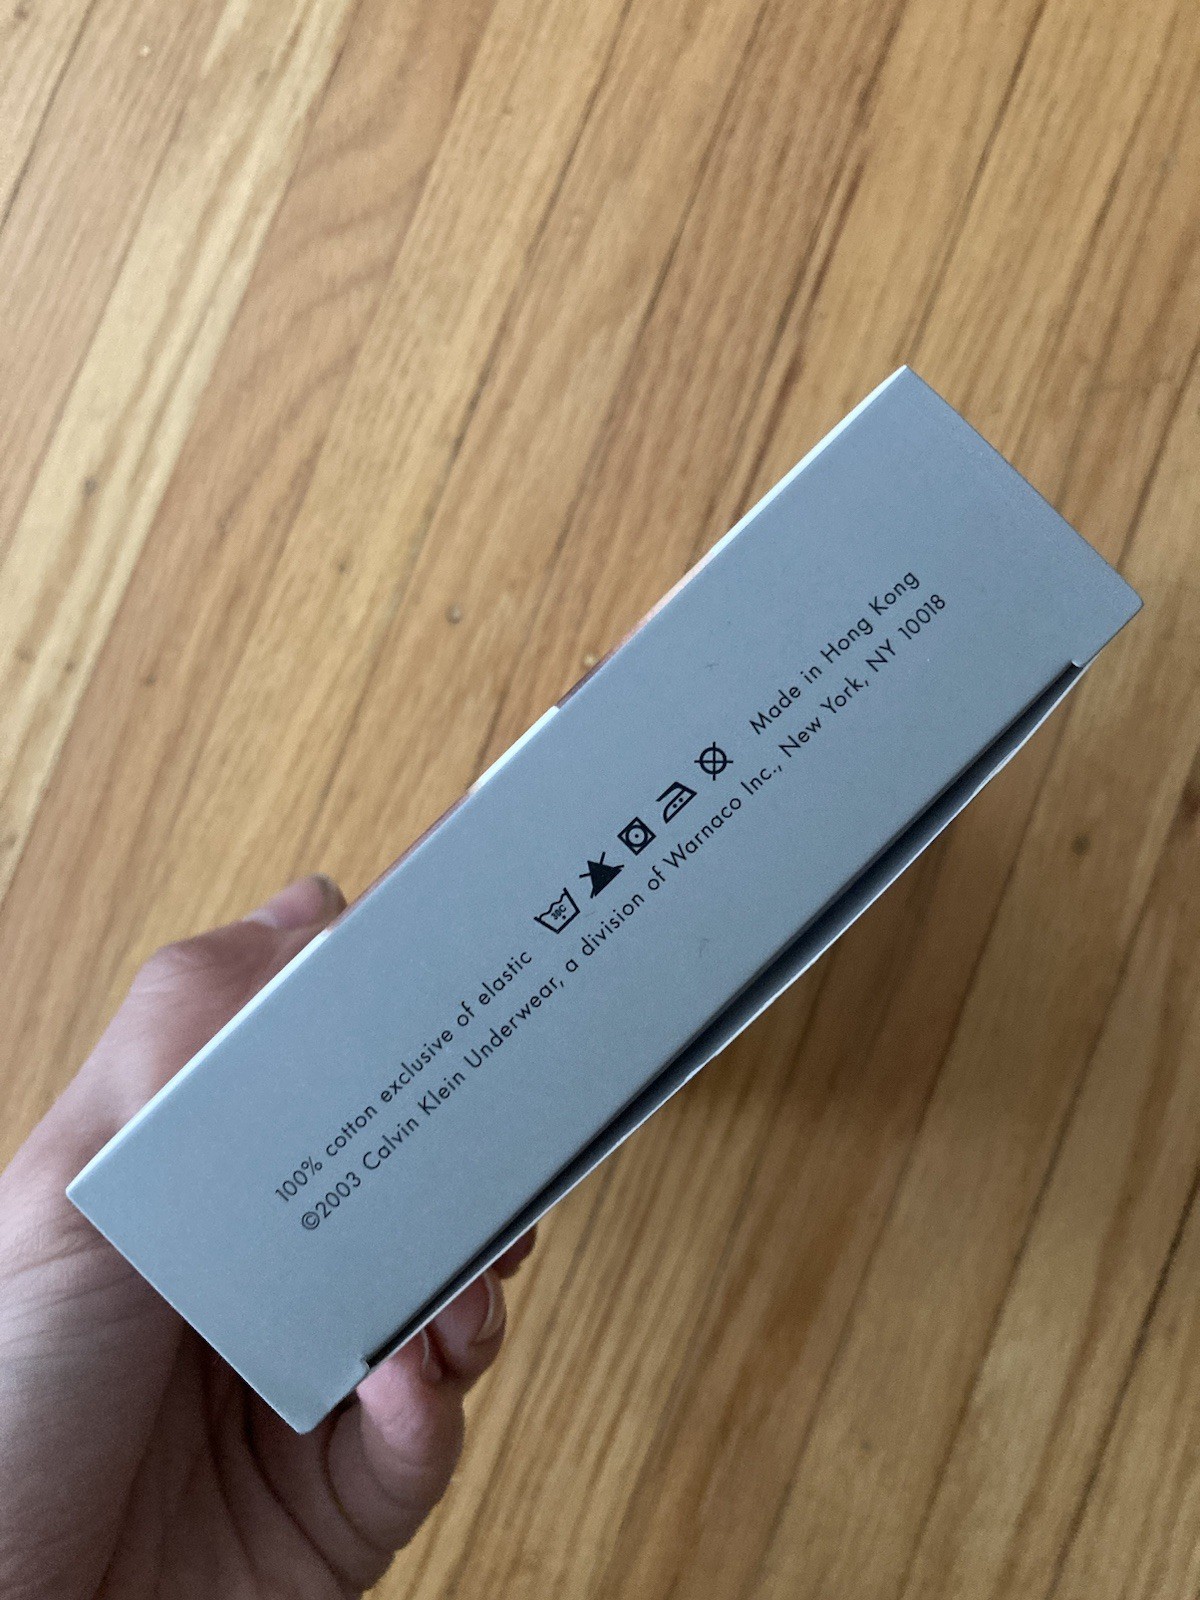 100% cotton exclusive of elastic 30C Made in Hong Kong
©2003 Calvin Klein Underwear, a division of Warnaco Inc., New York, NY 10018